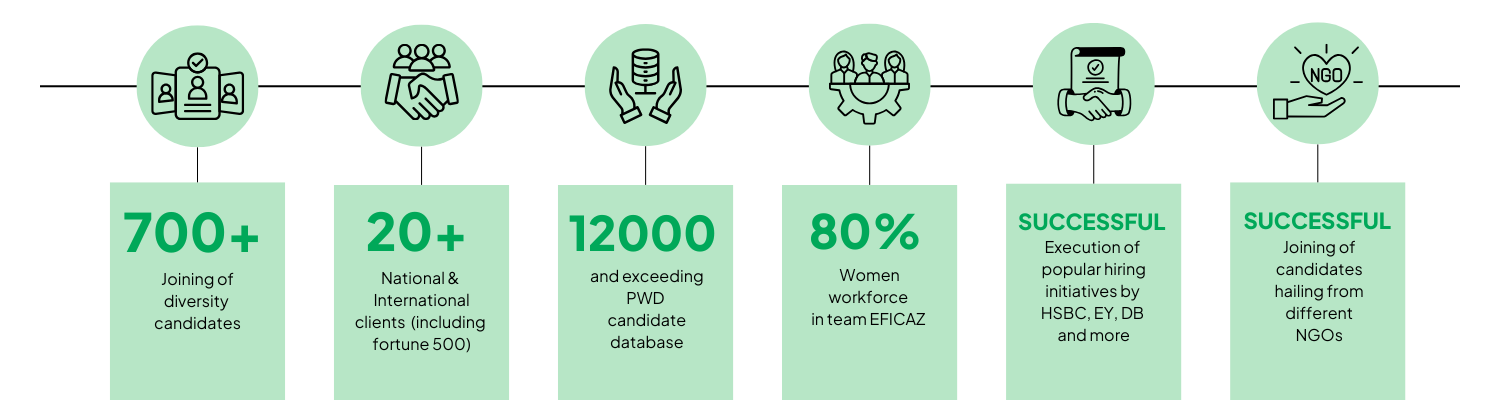 NGO
700+
Joining of
diversity
candidates
20+
National &
International
clients (including
fortune 500)
12000
and exceeding
PWD
candidate
database
80%
Women
workforce
in team EFICAZ
SUCCESSFUL
Execution of
popular hiring
initiatives by
HSBC, EY, DB
and more
SUCCESSFUL
Joining of
candidates
hailing from
different
NGOs